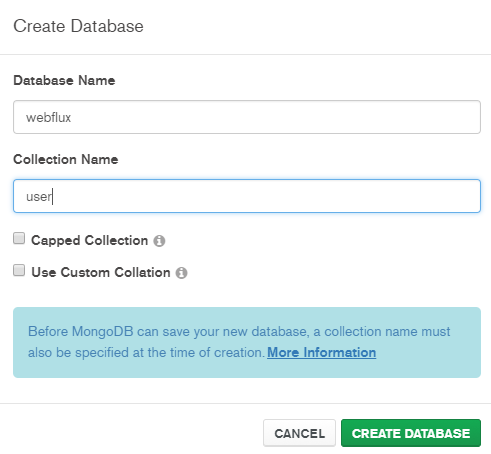 Create Database
Database Name
webflux
Collection Name
user
Capped Collection
Use Custom Collation
Before MongoDB can save your new database, a collection name must
also be specified at the time of creation. More Information
CANCEL
CREATE DATABASE